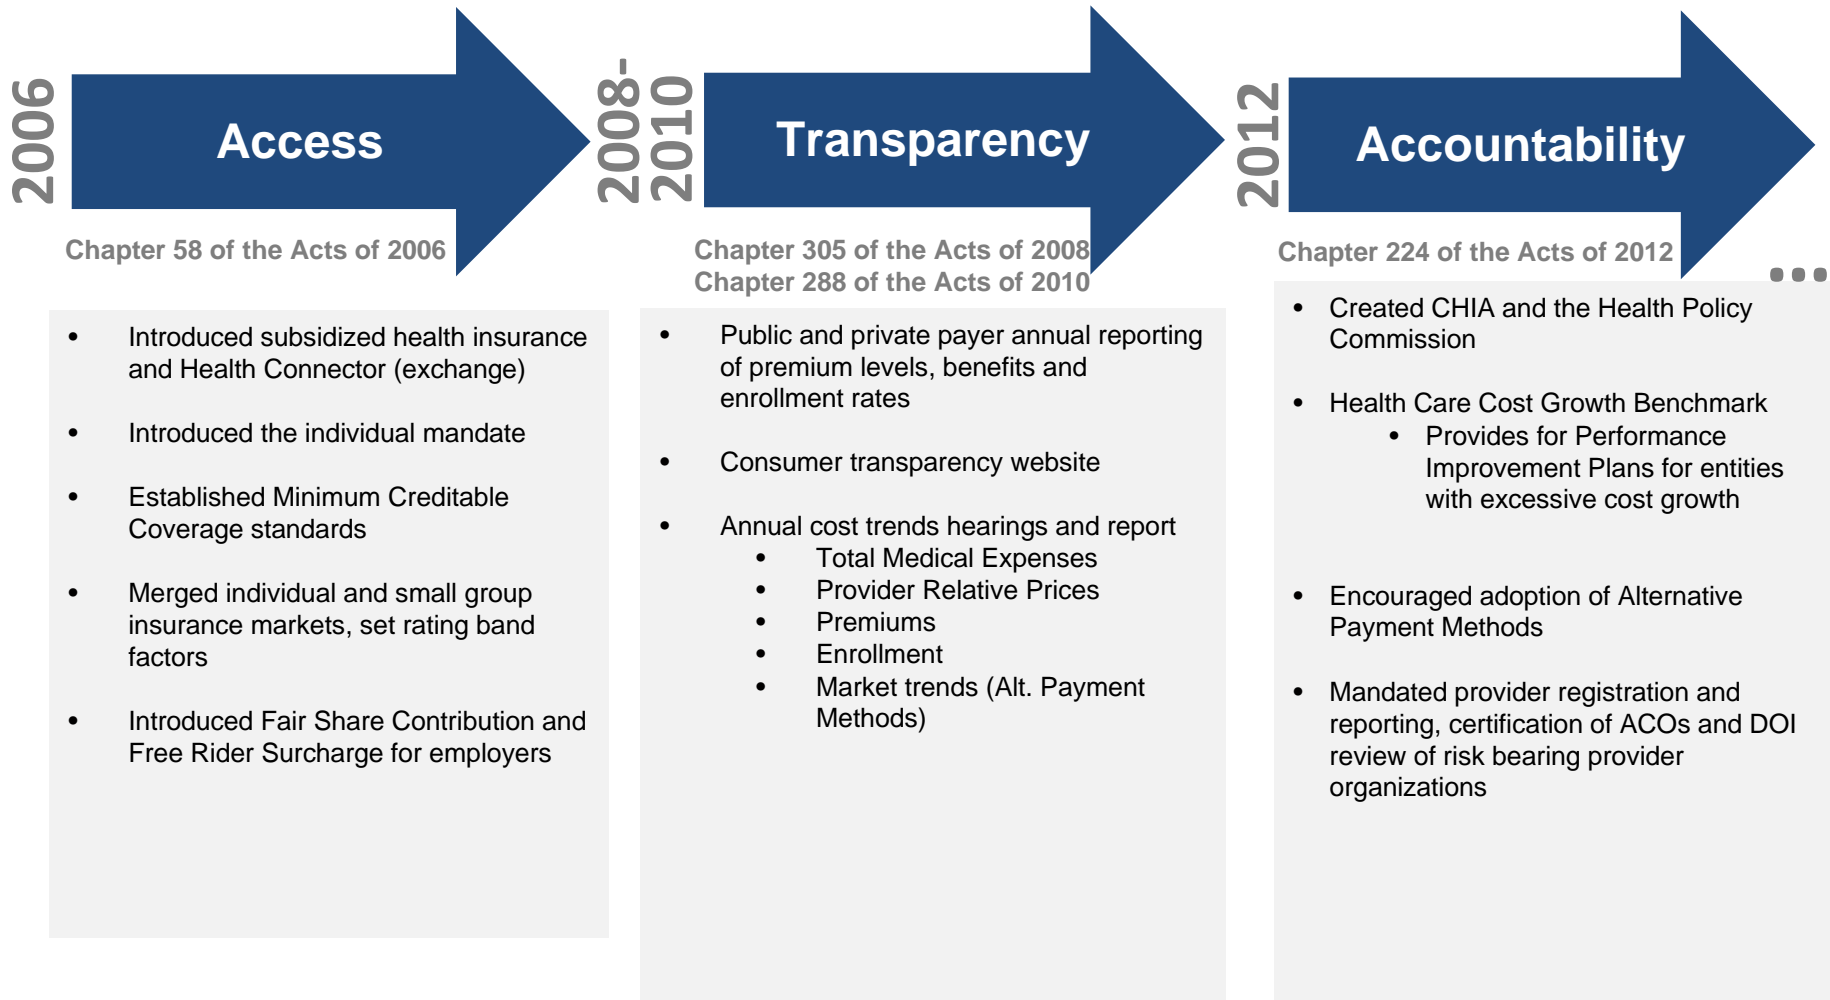 2006
Access
Chapter 58 of the Acts of 2006
• Introduced subsidized health insurance
and Health Connector (exchange)
• Introduced the individual mandate
• Established Minimum Creditable
Coverage standards
• Merged individual and small group
insurance markets, set rating band
factors
• Introduced Fair Share Contribution and
Free Rider Surcharge for employers
2008-
2010
Transparency
Chapter 305 of the Acts of 2008
Chapter 288 of the Acts of 2010
• Public and private payer annual reporting
of premium levels, benefits and
enrollment rates
• Consumer transparency website
• Annual cost trends hearings and report
• Total Medical Expenses
• Provider Relative Prices
• Premiums
• Enrollment
• Market trends (Alt. Payment
Methods)
2012
Accountability
Chapter 224 of the Acts of 2012
...
• Created CHIA and the Health Policy
Commission
• Health Care Cost Growth Benchmark
• Provides for Performance
Improvement Plans for entities
with excessive cost growth
• Encouraged adoption of Alternative
Payment Methods
• Mandated provider registration and
reporting, certification of ACOs and DOI
review of risk bearing provider
organizations